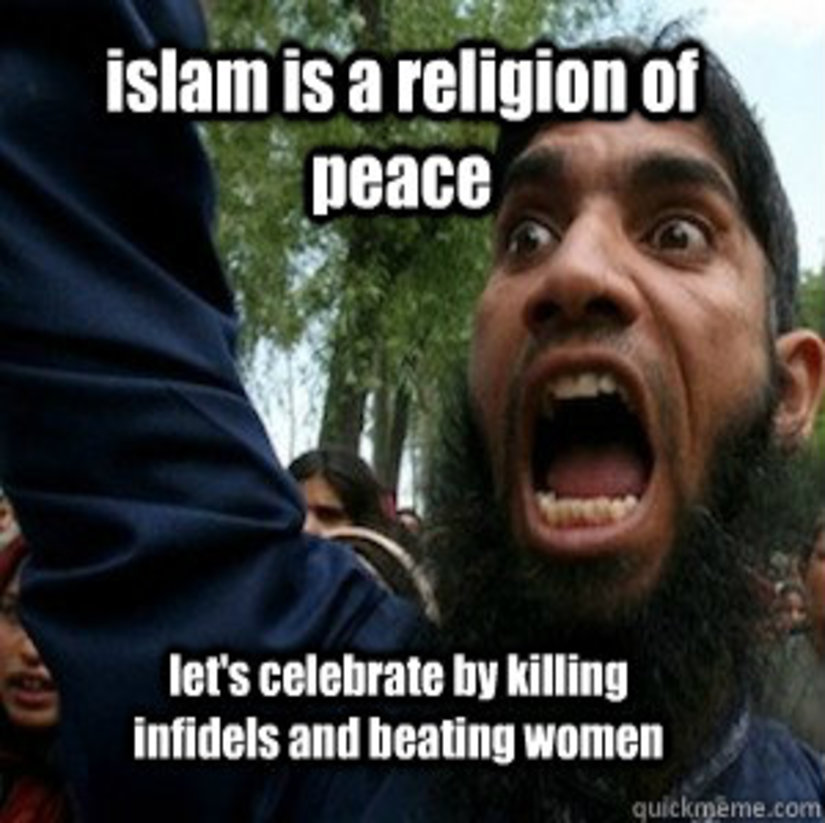 islam is a religion of
peace
let's celebrate by killing
infidels and beating women
quickmeme.com